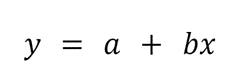 y = a + bx